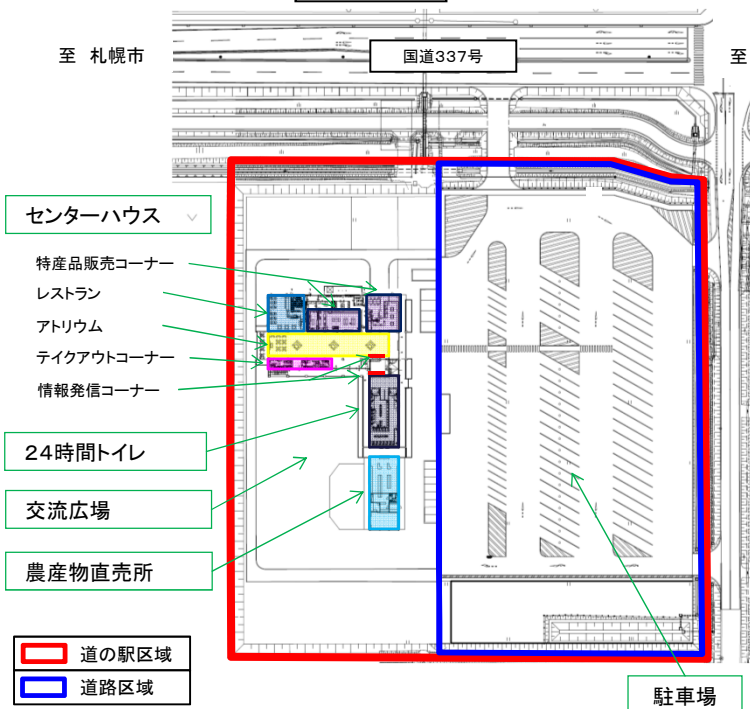 至 札幌市
国道337号
至
センターハウス
特産品販売コーナー
レストラン
アトリウム
テイクアウトコーナー
情報発信コーナー
24時間トイレ
交流広場
農産物直売所
道の駅区域
道路区域
駐車場